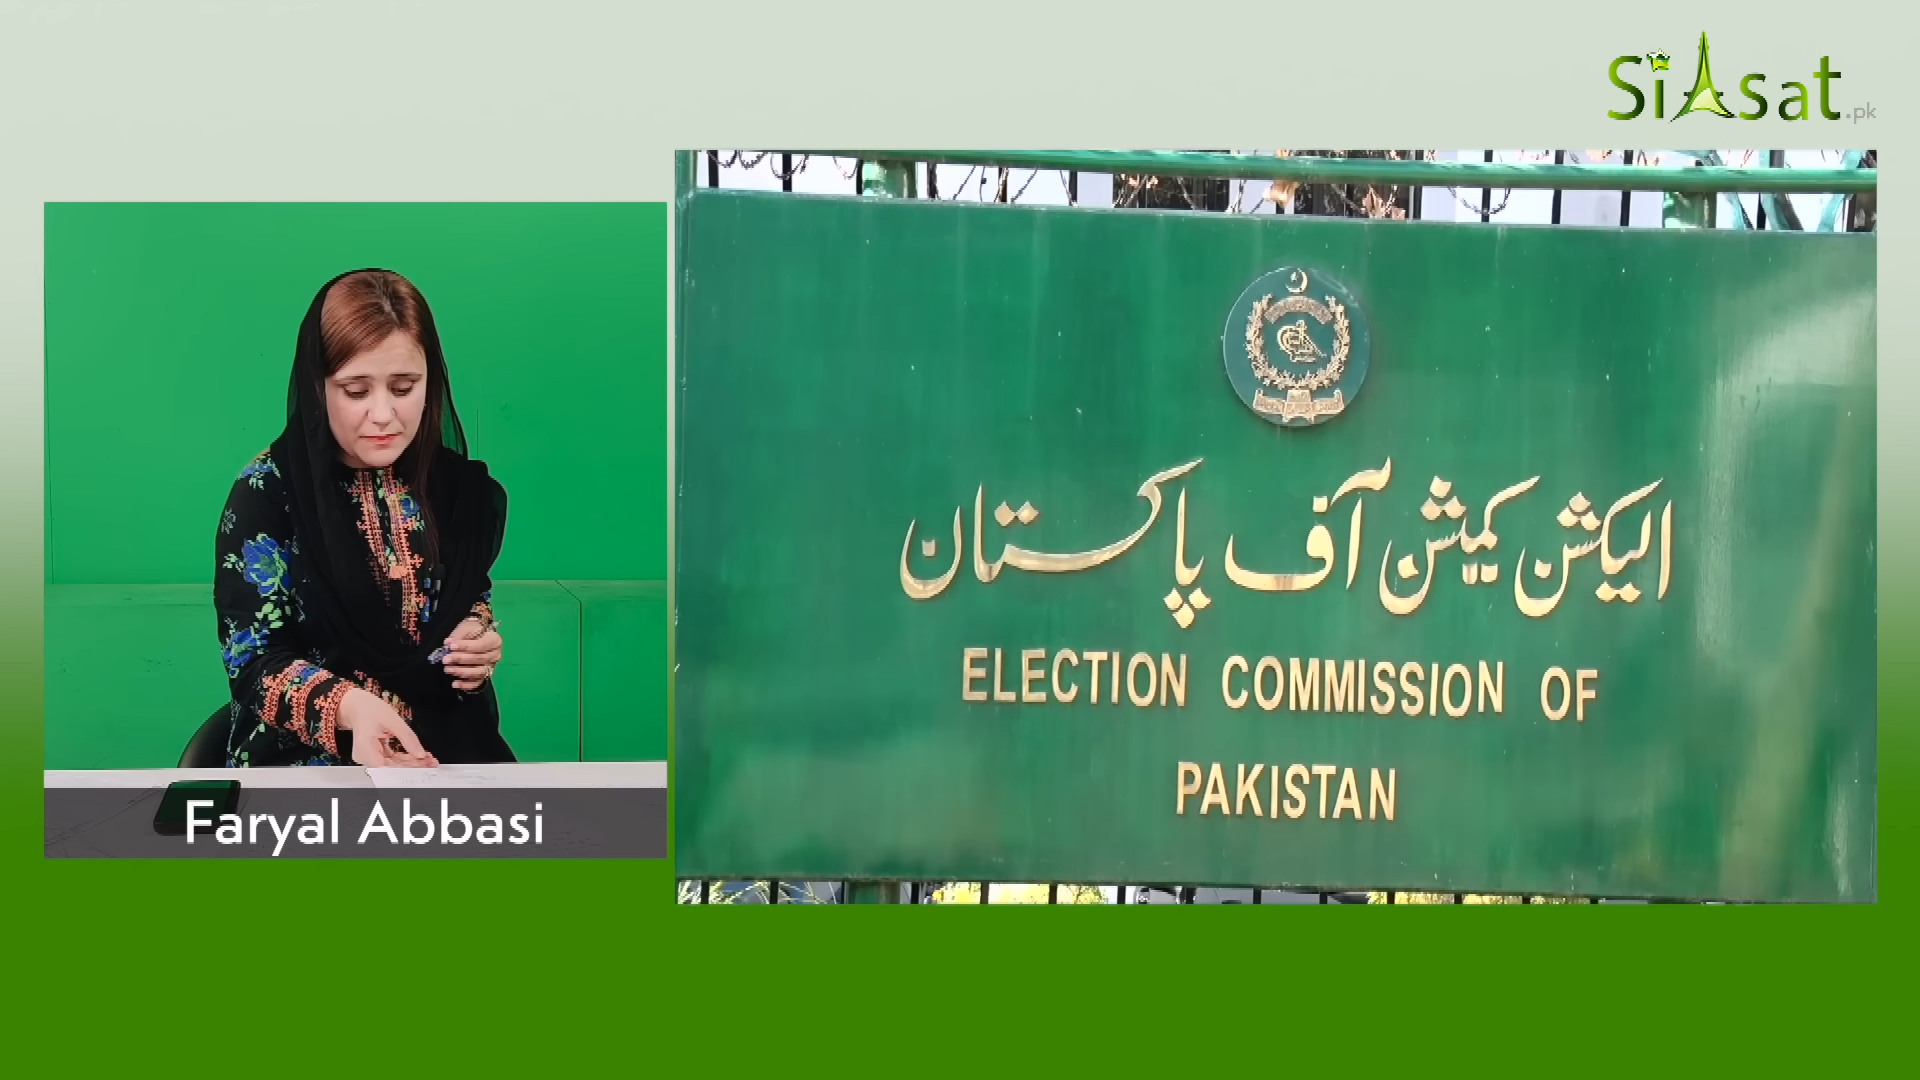 SiAsat.pk
الیکشن کمیشن آف پاکستان
ELECTION COMMISSION OF
PAKISTAN
Faryal Abbasi